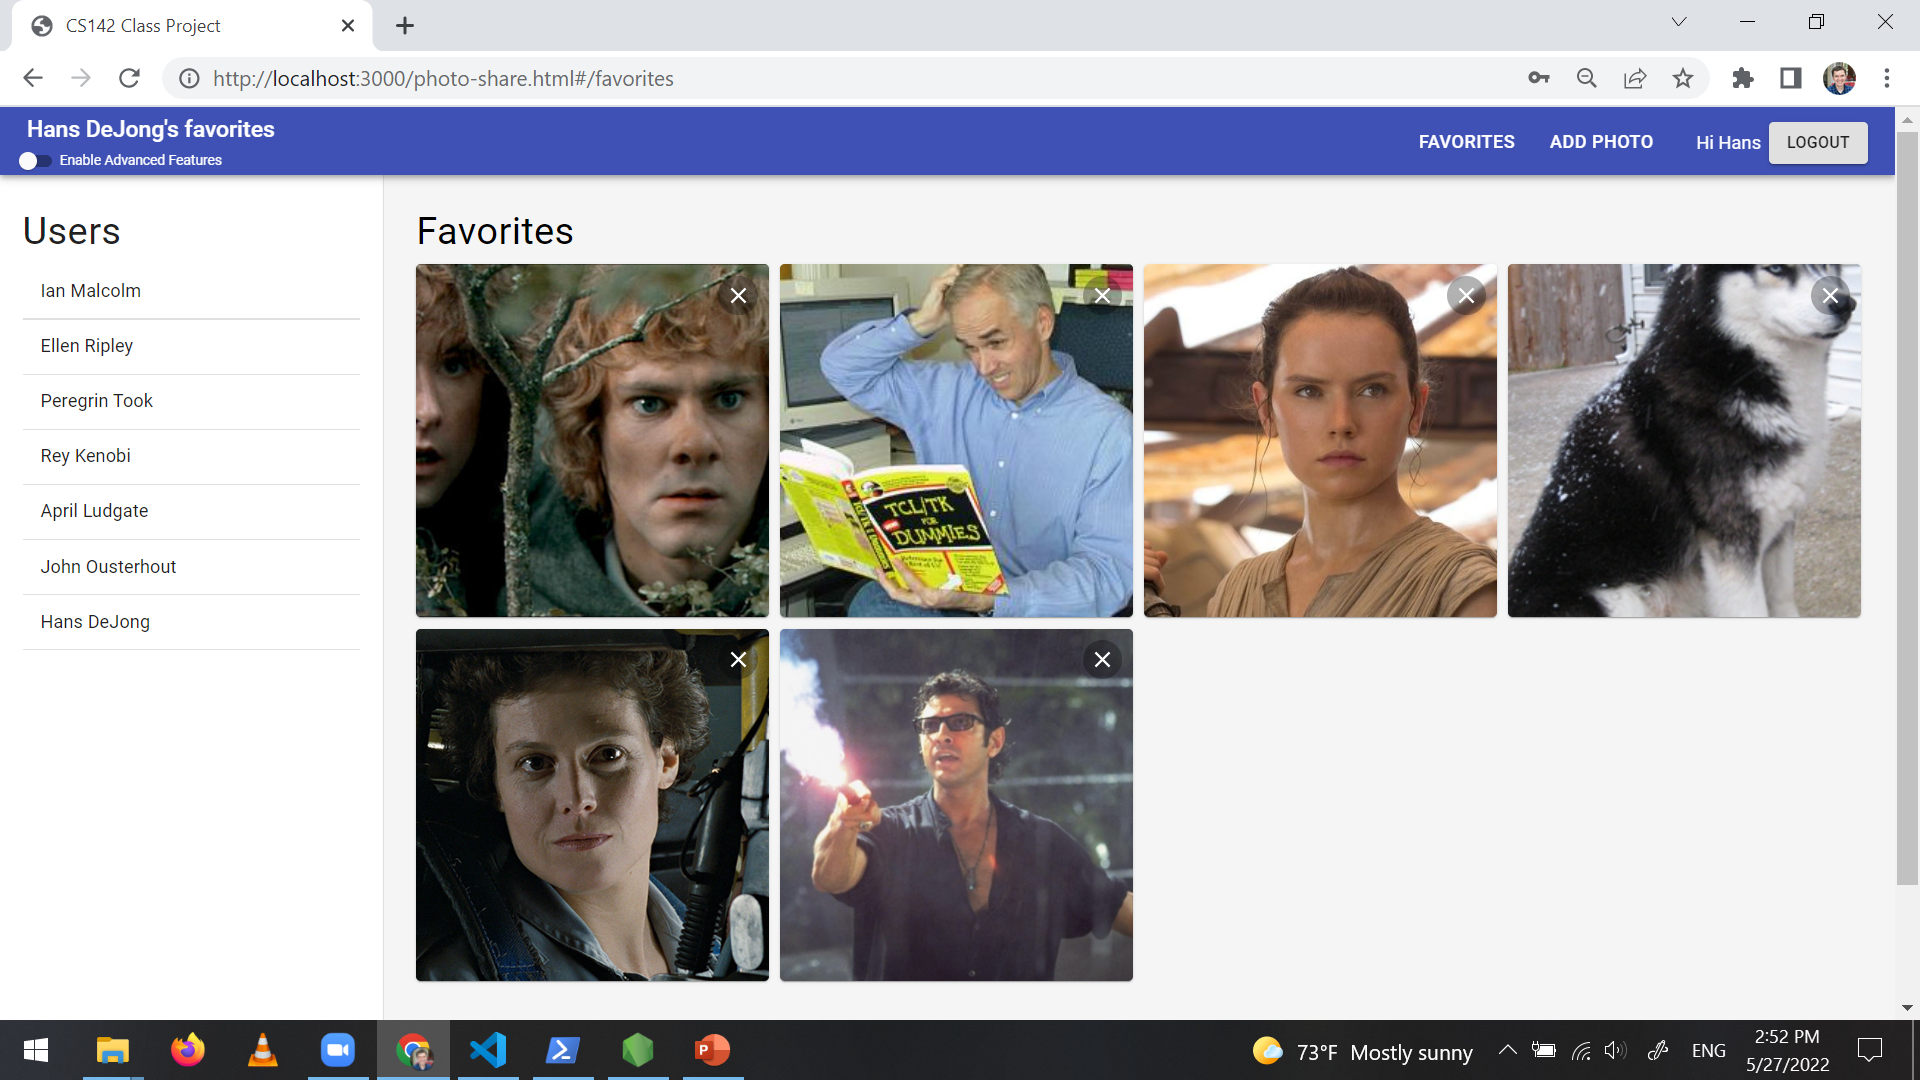 CS142 Class Project
http://localhost:3000/photo-share.html#/favorites
Hans DeJong's favorites
Enable Advanced Features
FAVORITES
ADD PHOTO
Hi Hans
LOGOUT
Users
Ian Malcolm
Ellen Ripley
Peregrin Took
Rey Kenobi
April Ludgate
John Ousterhout
Hans DeJong
Favorites
TCL/TK
FOR
DUMMIES
73°F Mostly sunny
ENG
2:52 PM
5/27/2022